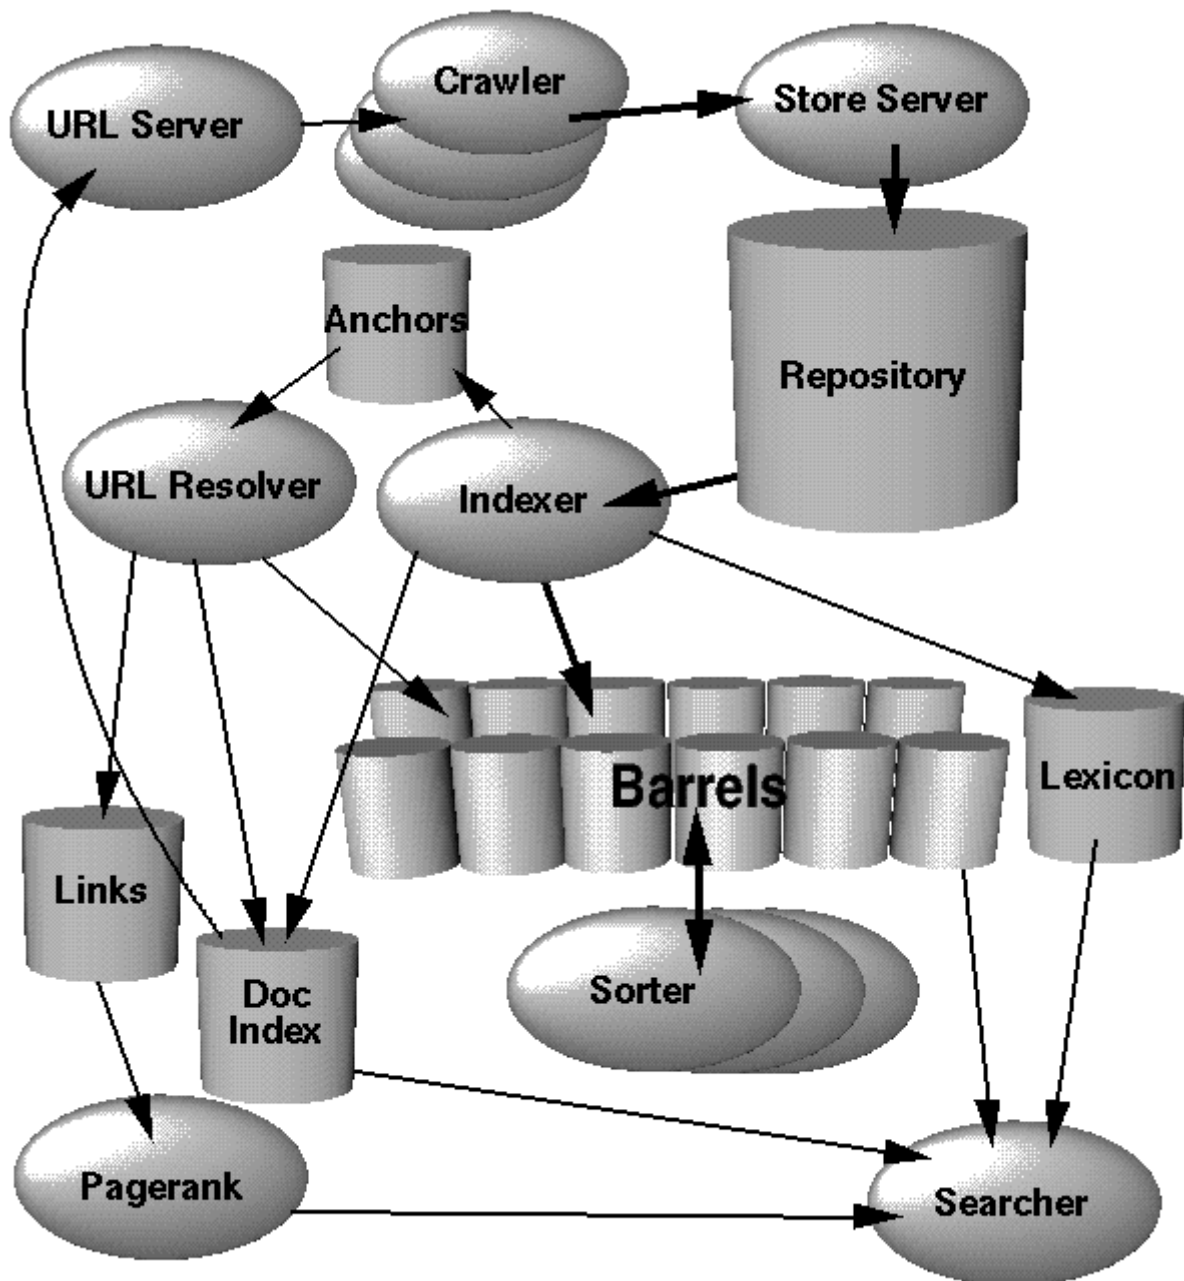 URL Server
Crawler
Store Server
Anchors
Repository
URL Resolver
Indexer
Barrels
Lexicon
Links
Doc
Index
Sorter
Pagerank
Searcher